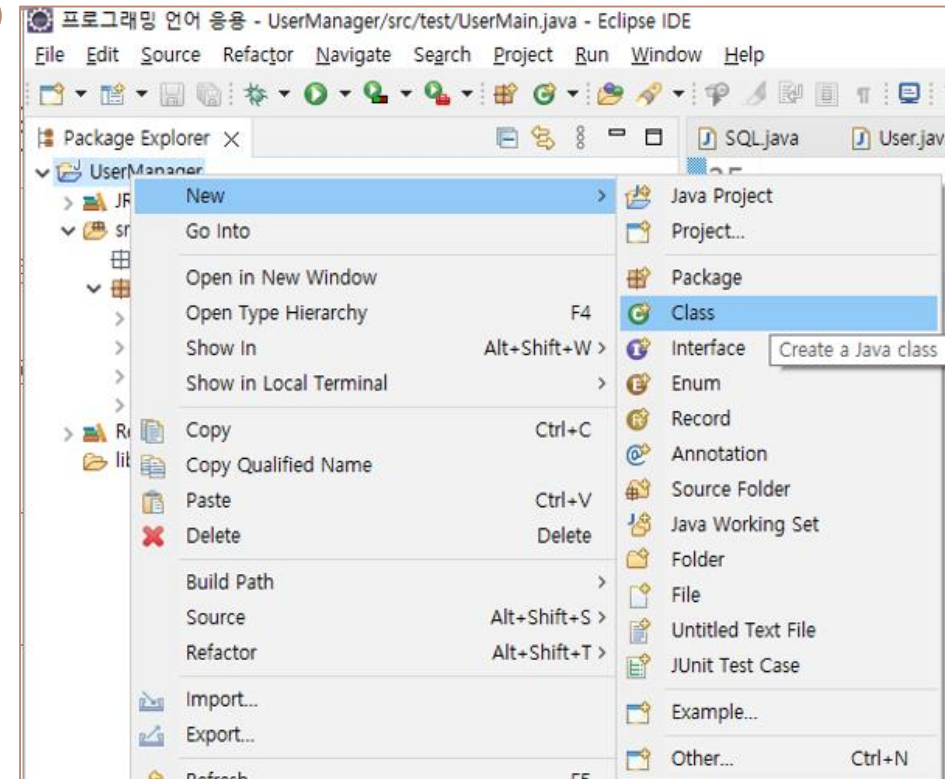 프로그래밍 언어 응용 - UserManager/src/test/UserMain.java - Eclipse IDE
File Edit Source Refactor Navigate Search Project Run Window Help
Package Explorer
SQL.java
User.jav
UserManager
New
Go Into
Open in New Window
Open Type Hierarchy F4
Show In Alt+Shift+W >
Show in Local Terminal
Copy Ctrl+C
Copy Qualified Name
Paste Ctrl+V
Delete Delete
Build Path
Source Alt+Shift+S >
Refactor Alt+Shift+T >
Import...
Export...
Refresh F5
Java Project
Project...
Package
Class
Interface
Create a Java class
Enum
Record
Annotation
Source Folder
Java Working Set
Folder
File
Untitled Text File
JUnit Test Case
Example...
Other... Ctrl+N